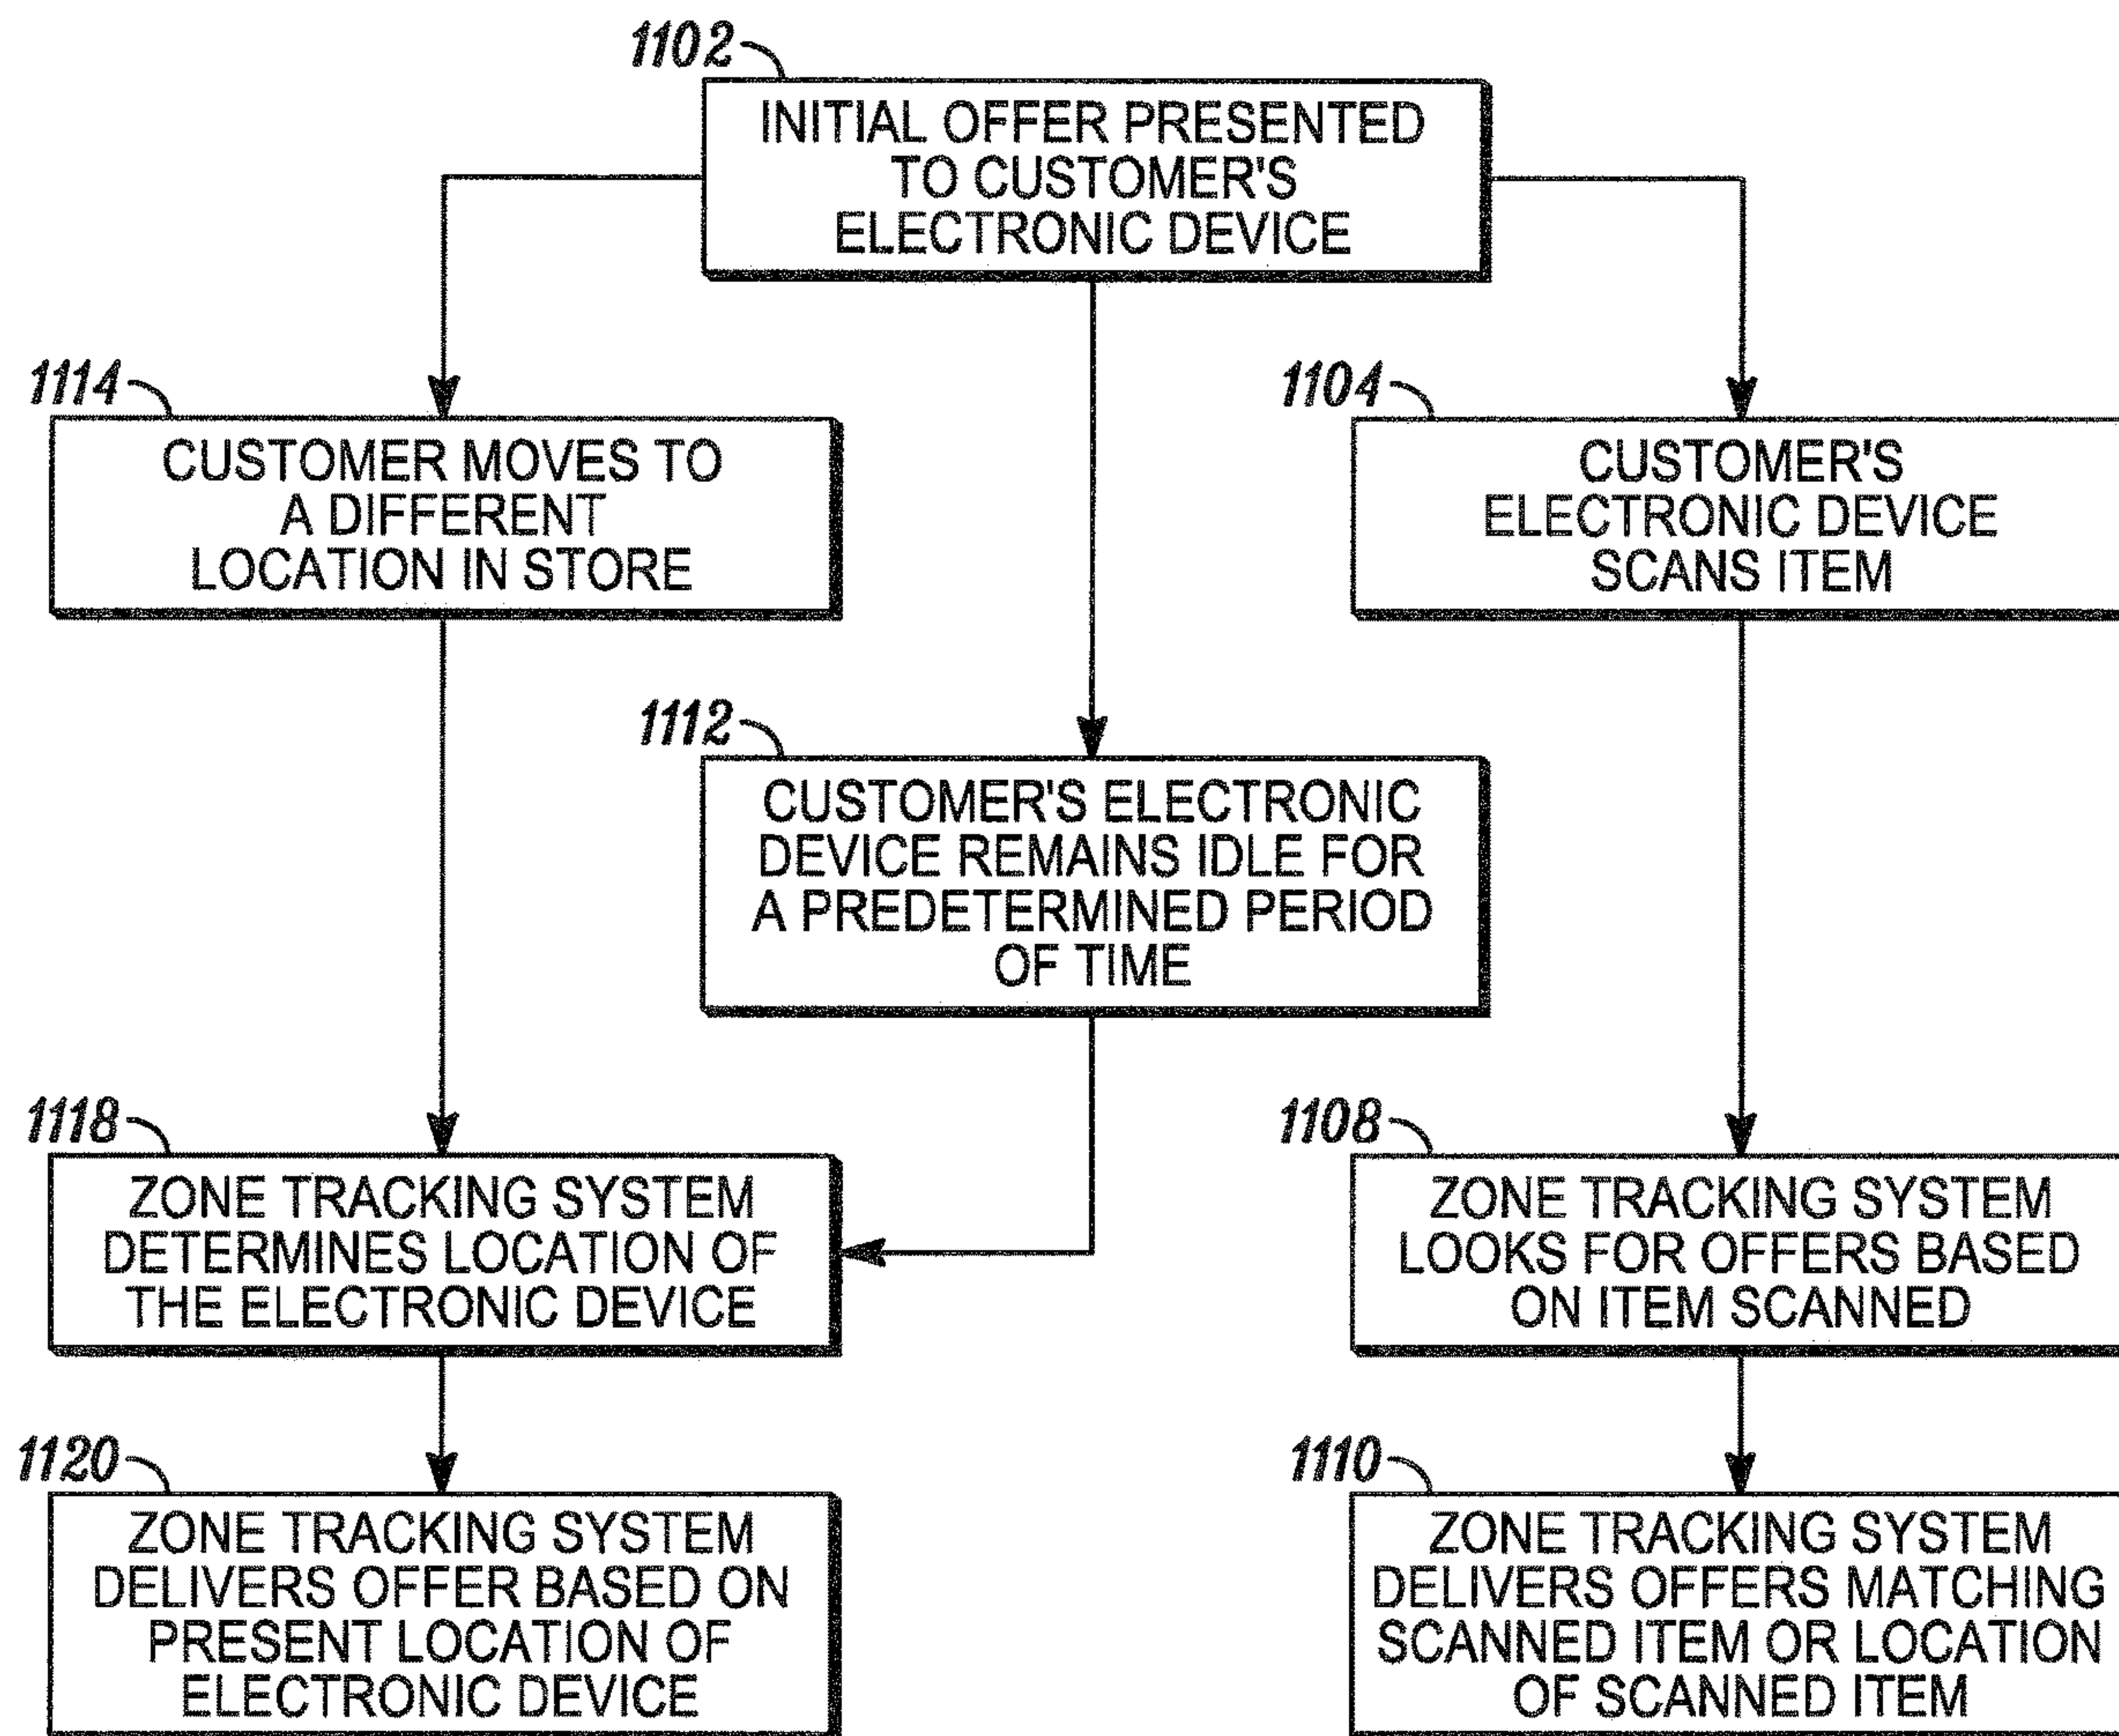 1102
INITIAL OFFER PRESENTED
TO CUSTOMER'S
ELECTRONIC DEVICE
1114
CUSTOMER MOVES TO
A DIFFERENT
LOCATION IN STORE
1104
CUSTOMER'S
ELECTRONIC DEVICE
SCANS ITEM
1112
CUSTOMER'S ELECTRONIC
DEVICE REMAINS IDLE FOR
A PREDETERMINED PERIOD
OF TIME
1118
ZONE TRACKING SYSTEM
DETERMINES LOCATION OF
THE ELECTRONIC DEVICE
1108
ZONE TRACKING SYSTEM
LOOKS FOR OFFERS BASED
ON ITEM SCANNED
1120
ZONE TRACKING SYSTEM
DELIVERS OFFER BASED ON
PRESENT LOCATION OF
ELECTRONIC DEVICE
1110
ZONE TRACKING SYSTEM
DELIVERS OFFERS MATCHING
SCANNED ITEM OR LOCATION
OF SCANNED ITEM